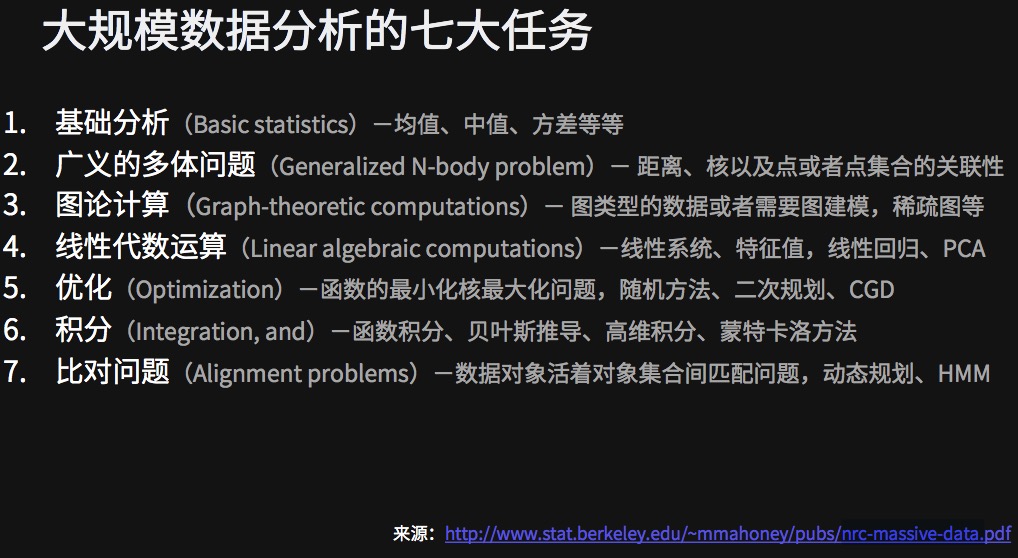 大规模数据分析的七大任务
1. 基础分析（Basic statistics）－均值、中值、方差等等
2. 广义的多体问题（Generalized N-body problem）－ 距离、核以及点或者点集合的关联性
3. 图论计算（Graph-theoretic computations）－ 图类型的数据或者需要图建模，稀疏图等
4. 线性代数运算（Linear algebraic computations）－线性系统、特征值，线性回归、PCA
5. 优化（Optimization）－函数的最小化核最大化问题，随机方法、二次规划、CGD
6. 积分（Integration, and）－函数积分、贝叶斯推导、高维积分、蒙特卡洛方法
7. 比对问题（Alignment problems）－数据对象活着对象集合间匹配问题，动态规划、HMM
来源：http://www.stat.berkeley.edu/~mmahoney/pubs/nrc-massive-data.pdf